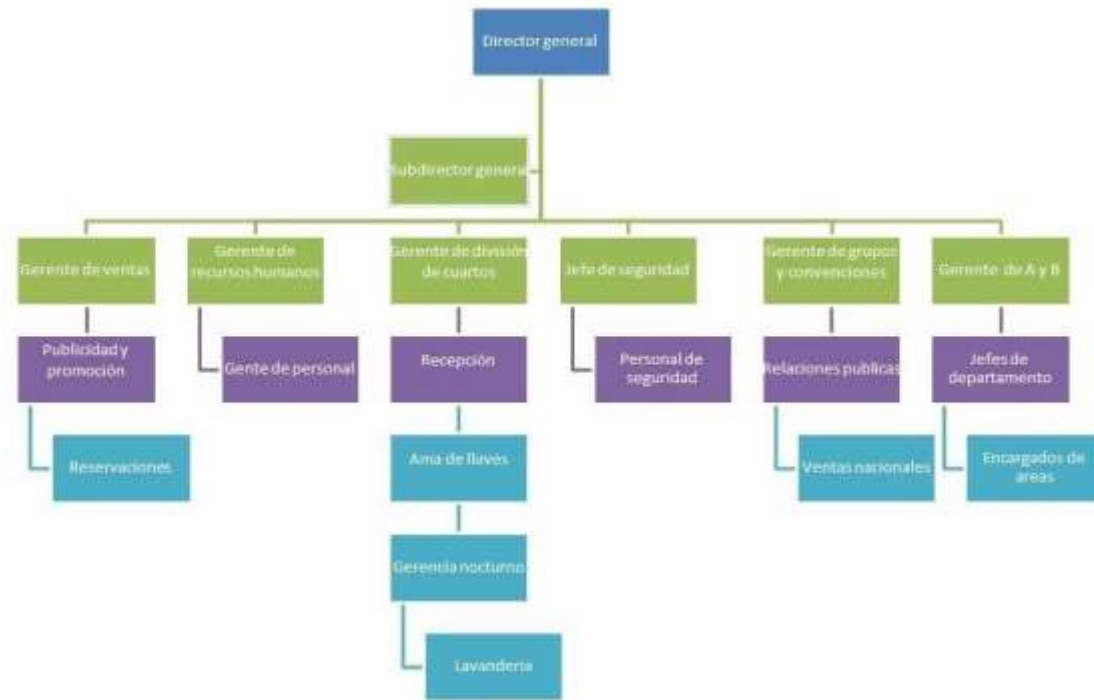 Director general
Subdirector genera
Gerente de ventas
Gerente de
recursos humanos
Gerente de división
de cuartos
Jefe de seguridad
Gerente de grupos
y convenciones
Gerente de A y B
Publicidad y
promoción
Gente de personal
Recepción
Personal de
seguridad
Relaciones publicas
Jefes de
departamento
Reservaciones
Ama de llaves
Ventas nacionales
Encargados de
areas
Gerencia nocturno
Lavandería